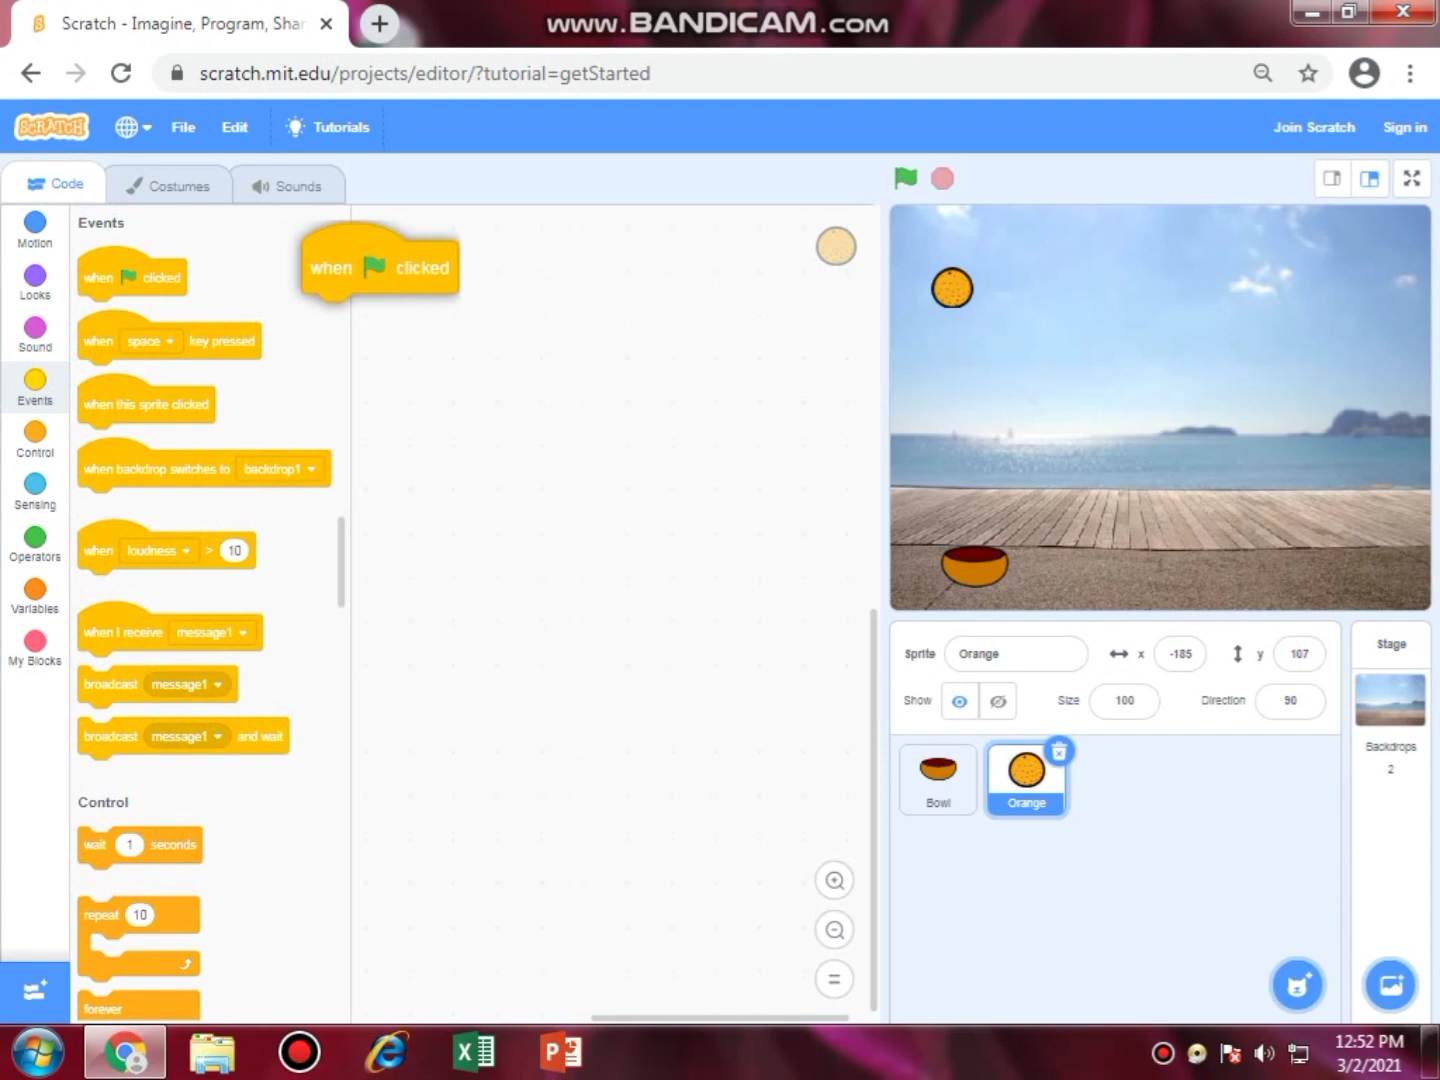 Scratch - Imagine, Program, Shar
www.BANDICAM.com
scratch.mit.edu/projects/editor/?tutorial=getStarted
SCRATCH
File
Edit
Tutorials
Join Scratch
Sign in
Code
Costumes
Sounds
Motion
Looks
Sound
Events
Control
Sensing
Operators
Variables
My Blocks
Events
when clicked
when space key pressed
when this sprite clicked
when backdrop switches to backdrop1
when loudness > 10
when I receive message1
broadcast message1
broadcast message1 and wait
Control
wait 1 seconds
repeat 10
forever
when clicked
Sprite Orange x -185 y 107
Show Size 100 Direction 90
Bowl
Orange
Stage
Backdrops
2
12:52 PM
3/2/2021